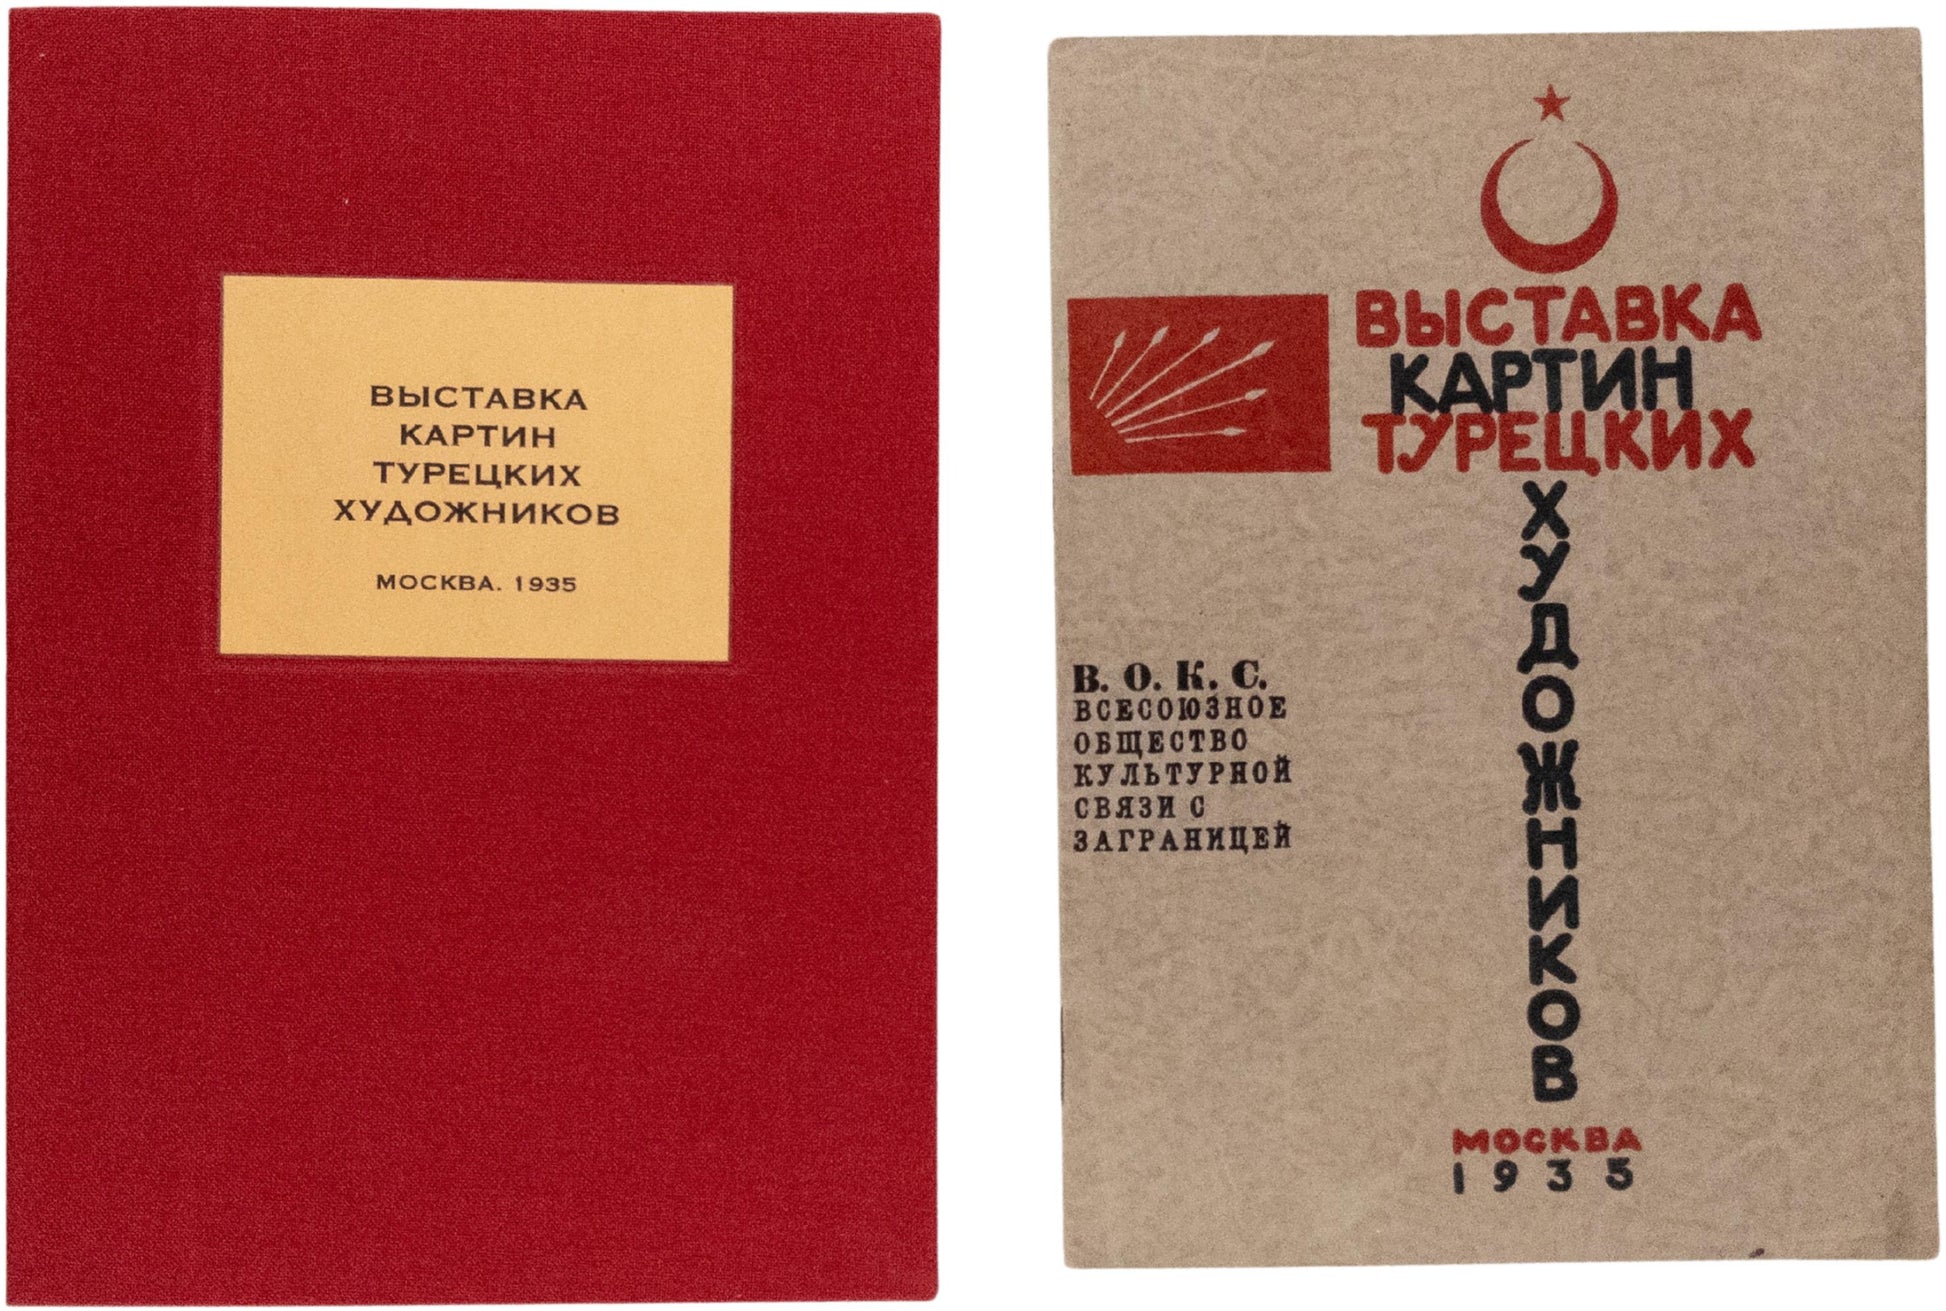 ВЫСТАВКА
КАРТИН
ТУРЕЦКИХ
ХУДОЖНИКОВ
МОСКВА. 1935
ВЫСТАВКА
КАРТИН
ТУРЕЦКИХ
ХУДОЖНИКОВ
В. О. К. С.
ВСЕСОЮЗНОЕ
ОБЩЕСТВО
КУЛЬТУРНОЙ
СВЯЗИ С
ЗАГРАНИЦЕЙ
МОСКВА
1935